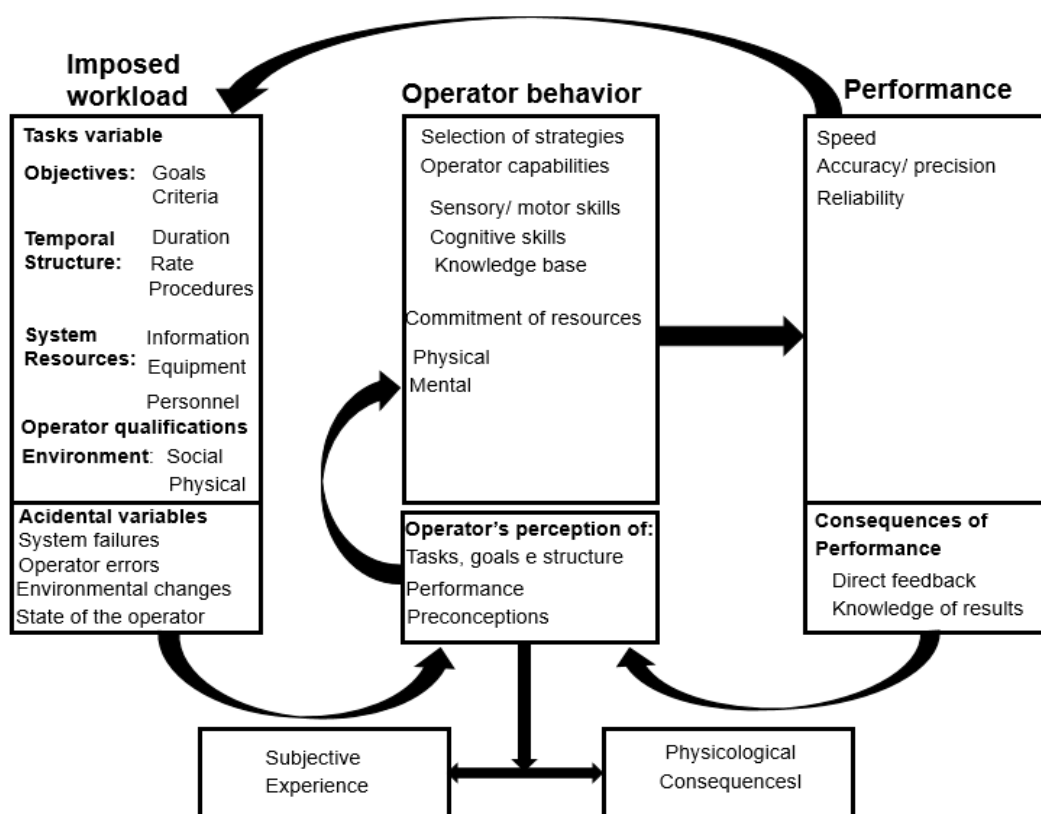 Imposed
workload
Tasks variable
Objectives: Goals
Criteria
Temporal Duration
Structure: Rate
Procedures
System
Resources: Information
Equipment
Personnel
Operator qualifications
Environment: Social
Physical
Acidental variables
System failures
Operator errors
Environmental changes
State of the operator
Operator behavior
Selection of strategies
Operator capabilities
Sensory/ motor skills
Cognitive skills
Knowledge base
Commitment of resources
Physical
Mental
Operator's perception of:
Tasks, goals e structure
Performance
Preconceptions
Performance
Speed
Accuracy/ precision
Reliability
Consequences of
Performance
Direct feedback
Knowledge of results
Subjective
Experience
Physicological
ConsequencesI